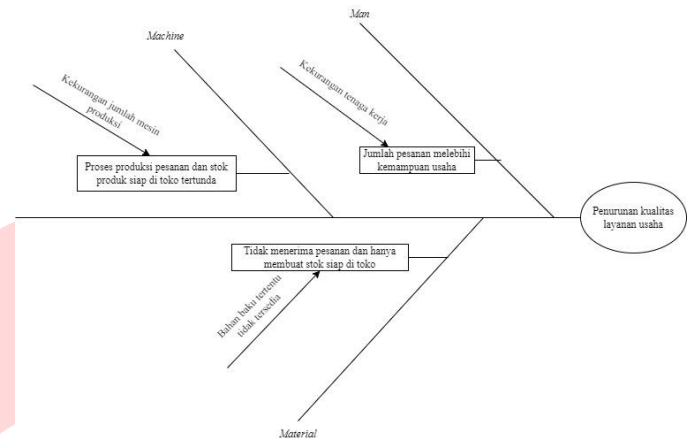 Man
Machine
Kekurangan jumlah mesin
produksi
Kekurangan tenaga kerja
Proses produksi pesanan dan stok
produk siap di toko tertunda
Jumlah pesanan melebihi
kemampuan usaha
Penurunan kualitas
layanan usaha
Tidak menerima pesanan dan hanya
membuat stok siap di toko
Bahan baku tertentu
tidak tersedia
Material